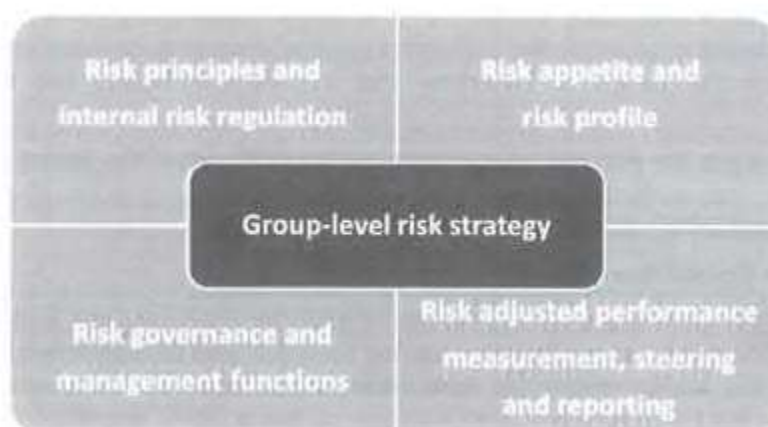 Risk principles and
internal risk regulation
Risk appetite and
risk profile
Group-level risk strategy
Risk governance and
management functions
Risk adjusted performance
measurement, steering
and reporting